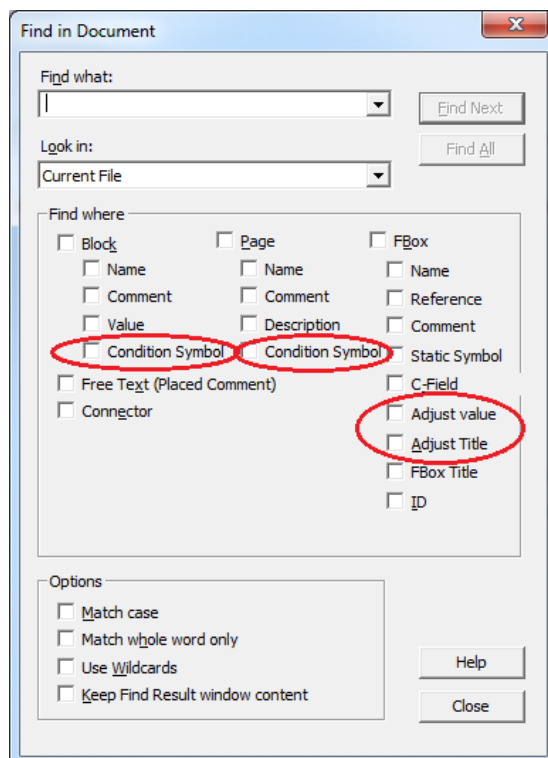 Find in Document
Find what:
Find Next
Look in:
Find All
Current File
Find where
Block
Page
FBox
Name
Name
Name
Comment
Comment
Reference
Value
Description
Comment
Condition Symbol
Condition Symbol
Static Symbol
Free Text (Placed Comment)
C-Field
Connector
Adjust value
Adjust Title
FBox Title
ID
Options
Match case
Match whole word only
Use Wildcards
Help
Keep Find Result window content
Close